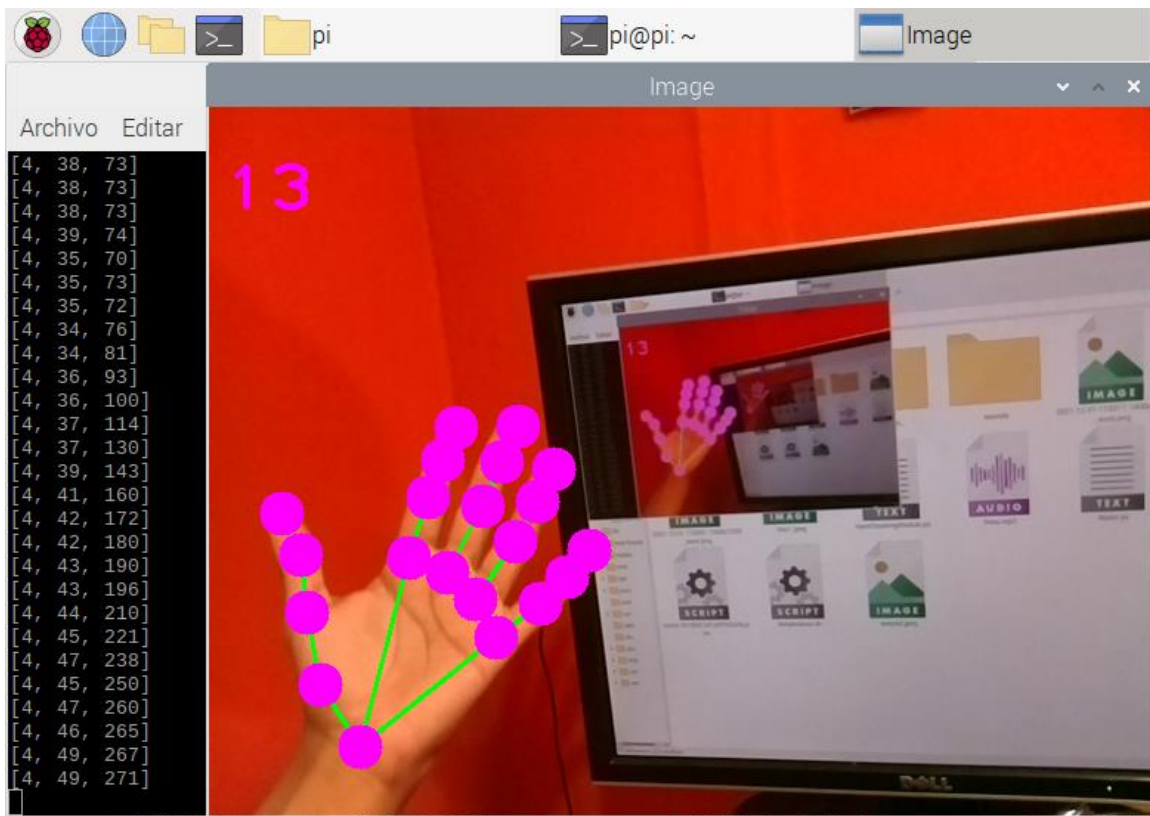 pi
pi@pi: ~
Image
Image
Archivo Editar
[4, 38, 73]
[4, 38, 73]
[4, 38, 73]
[4, 39, 74]
[4, 35, 70]
[4, 35, 73]
[4, 35, 72]
[4, 34, 76]
[4, 34, 81]
[4, 36, 93]
[4, 36, 100]
[4, 37, 114]
[4, 37, 130]
[4, 39, 143]
[4, 41, 160]
[4, 42, 172]
[4, 42, 180]
[4, 43, 190]
[4, 43, 196]
[4, 44, 210]
[4, 45, 221]
[4, 47, 238]
[4, 45, 250]
[4, 47, 260]
[4, 46, 265]
[4, 49, 267]
[4, 49, 271]
13
13
IMAGE
AUDIO
TEXT
IMAGE
IMAGE
TEXT
SCRIPT
SCRIPT
IMAGE
DELL